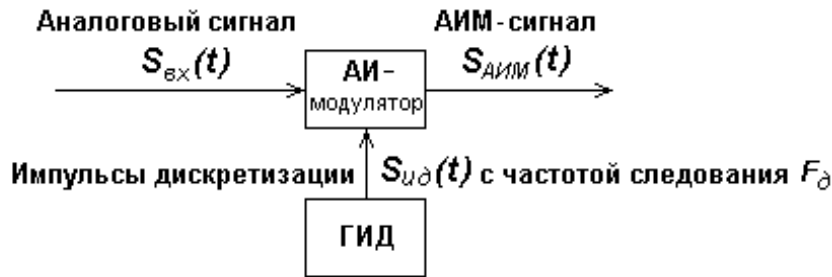 Аналоговый сигнал
АИМ-сигнал
Sвх(t)
SАИМ(t)
АИ-
модулятор
Импульсы дискретизации Sид(t) с частотой следования Fд
ГИД